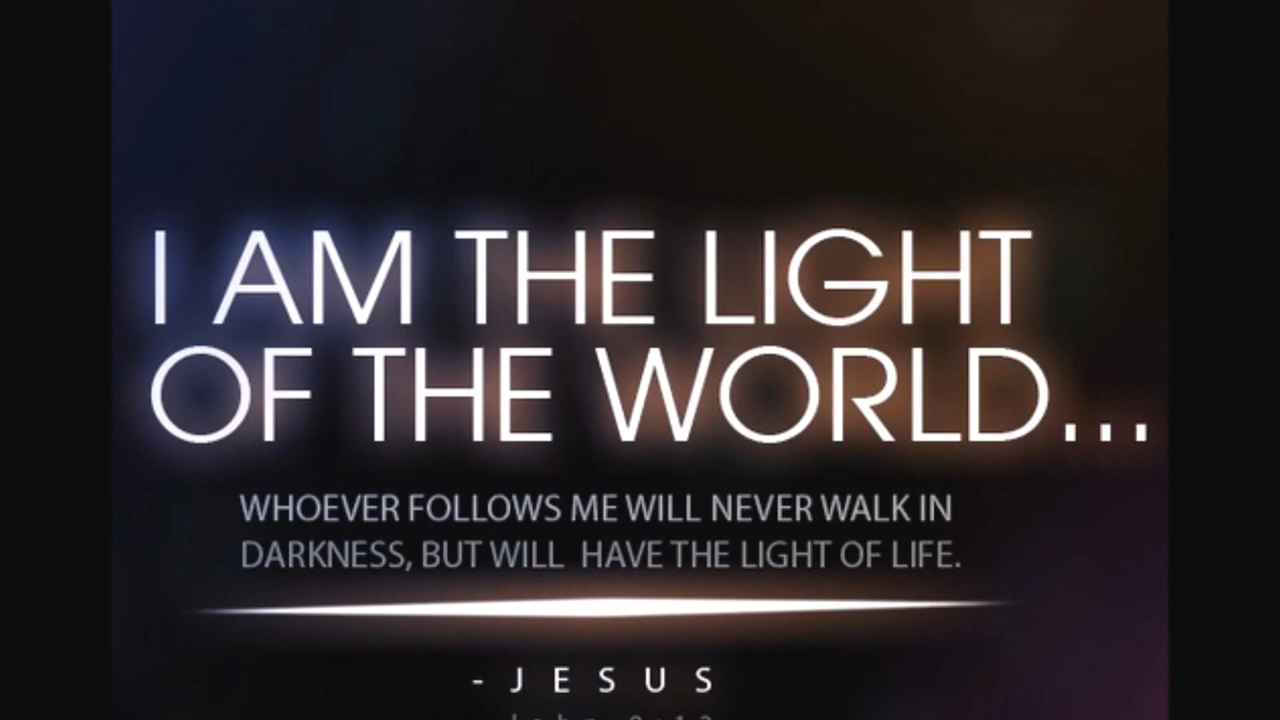 I AM THE LIGHT
OF THE WORLD...
WHOEVER FOLLOWS ME WILL NEVER WALK IN
DARKNESS, BUT WILL HAVE THE LIGHT OF LIFE.
- JESUS